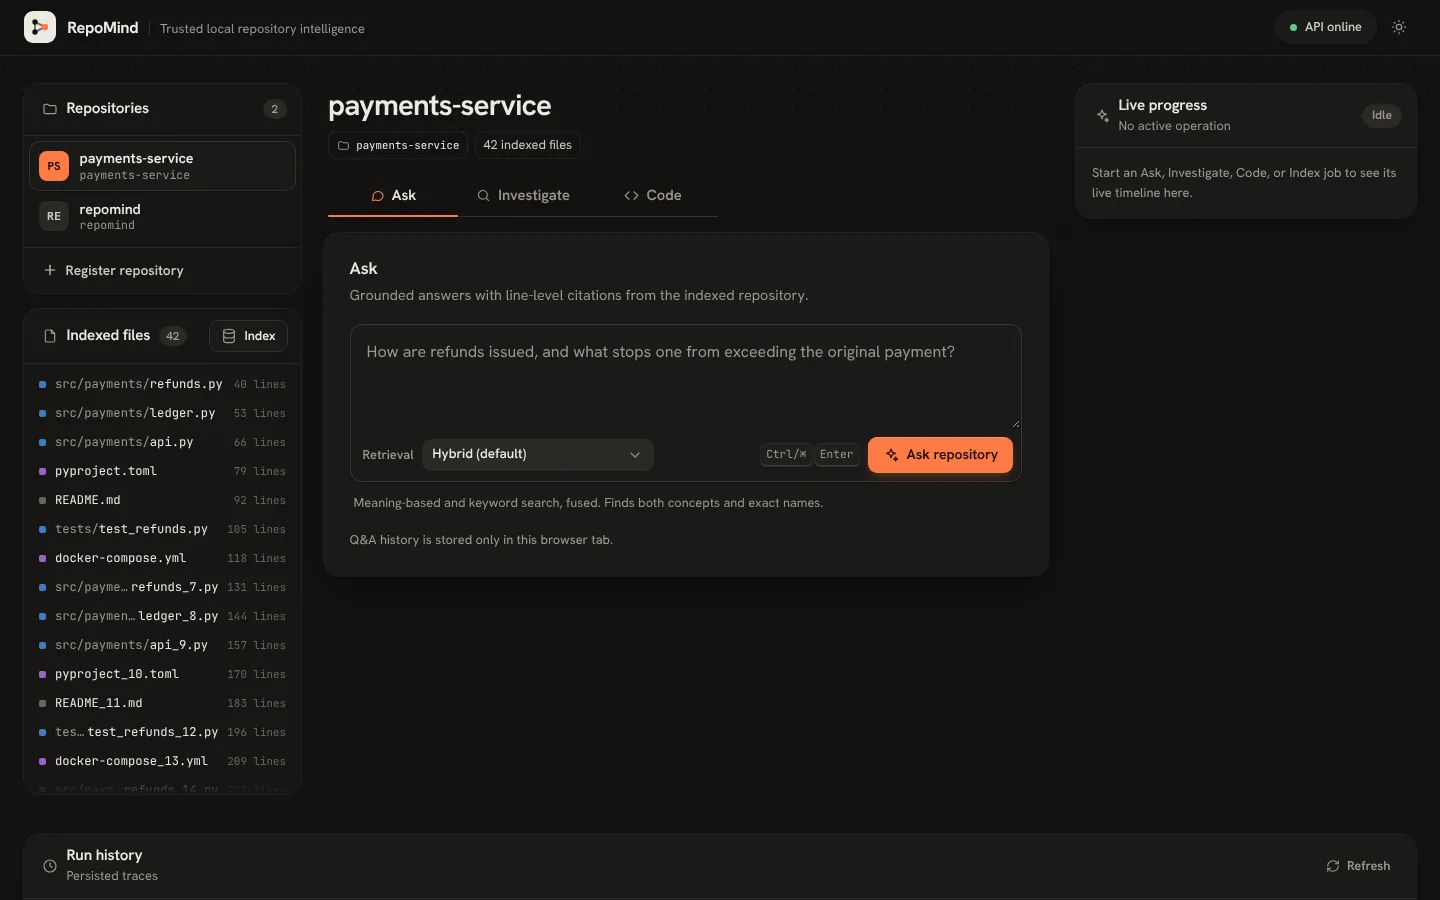 RepoMind
Trusted local repository intelligence
API online
Repositories
2
PS
payments-service
payments-service
RE
repomind
repomind
Register repository
Indexed files
42
Index
src/payments/refunds.py 40 lines
src/payments/ledger.py 53 lines
src/payments/api.py 66 lines
pyproject.toml 79 lines
README.md 92 lines
tests/test_refunds.py 105 lines
docker-compose.yml 118 lines
src/payme… refunds_7.py 131 lines
src/paymen… ledger_8.py 144 lines
src/payments/api_9.py 157 lines
pyproject_10.toml 170 lines
README_11.md 183 lines
tes… test_refunds_12.py 196 lines
docker-compose_13.yml 209 lines
payments-service
payments-service
42 indexed files
Ask
Investigate
Code
Ask
Grounded answers with line-level citations from the indexed repository.
How are refunds issued, and what stops one from exceeding the original payment?
Retrieval
Hybrid (default)
Ctrl/⌘ Enter
Ask repository
Meaning-based and keyword search, fused. Finds both concepts and exact names.
Q&A history is stored only in this browser tab.
Live progress
No active operation
Idle
Start an Ask, Investigate, Code, or Index job to see its
live timeline here.
Run history
Persisted traces
Refresh